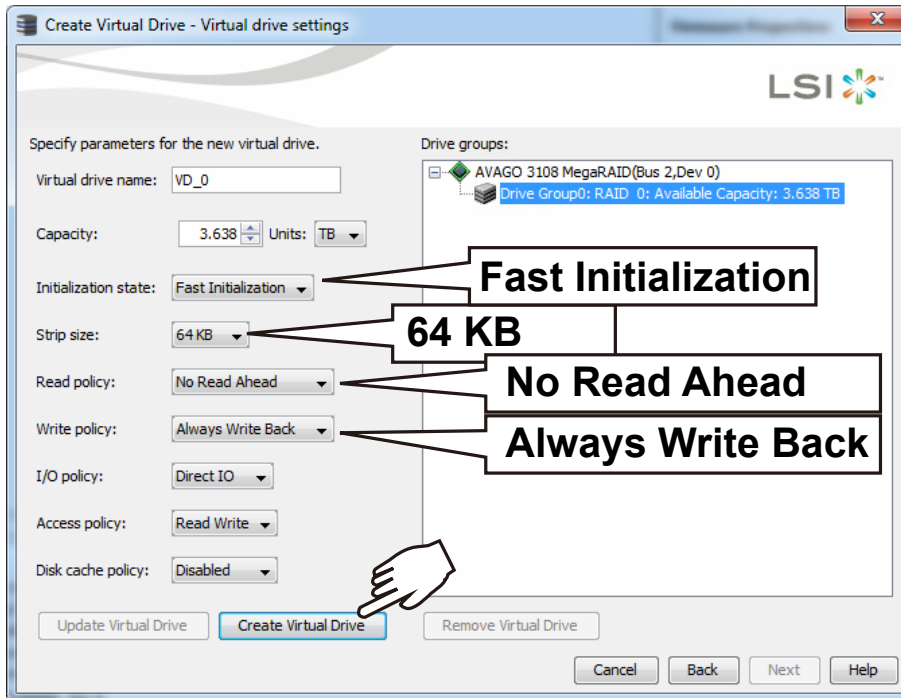 Create Virtual Drive - Virtual drive settings
LSI
Specify parameters for the new virtual drive.
Drive groups:
Virtual drive name: VD_0
AVAGO 3108 MegaRAID(Bus 2,Dev 0)
Drive Group0: RAID 0: Available Capacity: 3.638 TB
Capacity: 3.638 Units: TB
Initialization state: Fast Initialization
Fast Initialization
Strip size: 64 KB
64 KB
Read policy: No Read Ahead
No Read Ahead
Write policy: Always Write Back
Always Write Back
I/O policy: Direct IO
Access policy: Read Write
Disk cache policy: Disabled
Update Virtual Drive Create Virtual Drive Remove Virtual Drive
Cancel Back Next Help